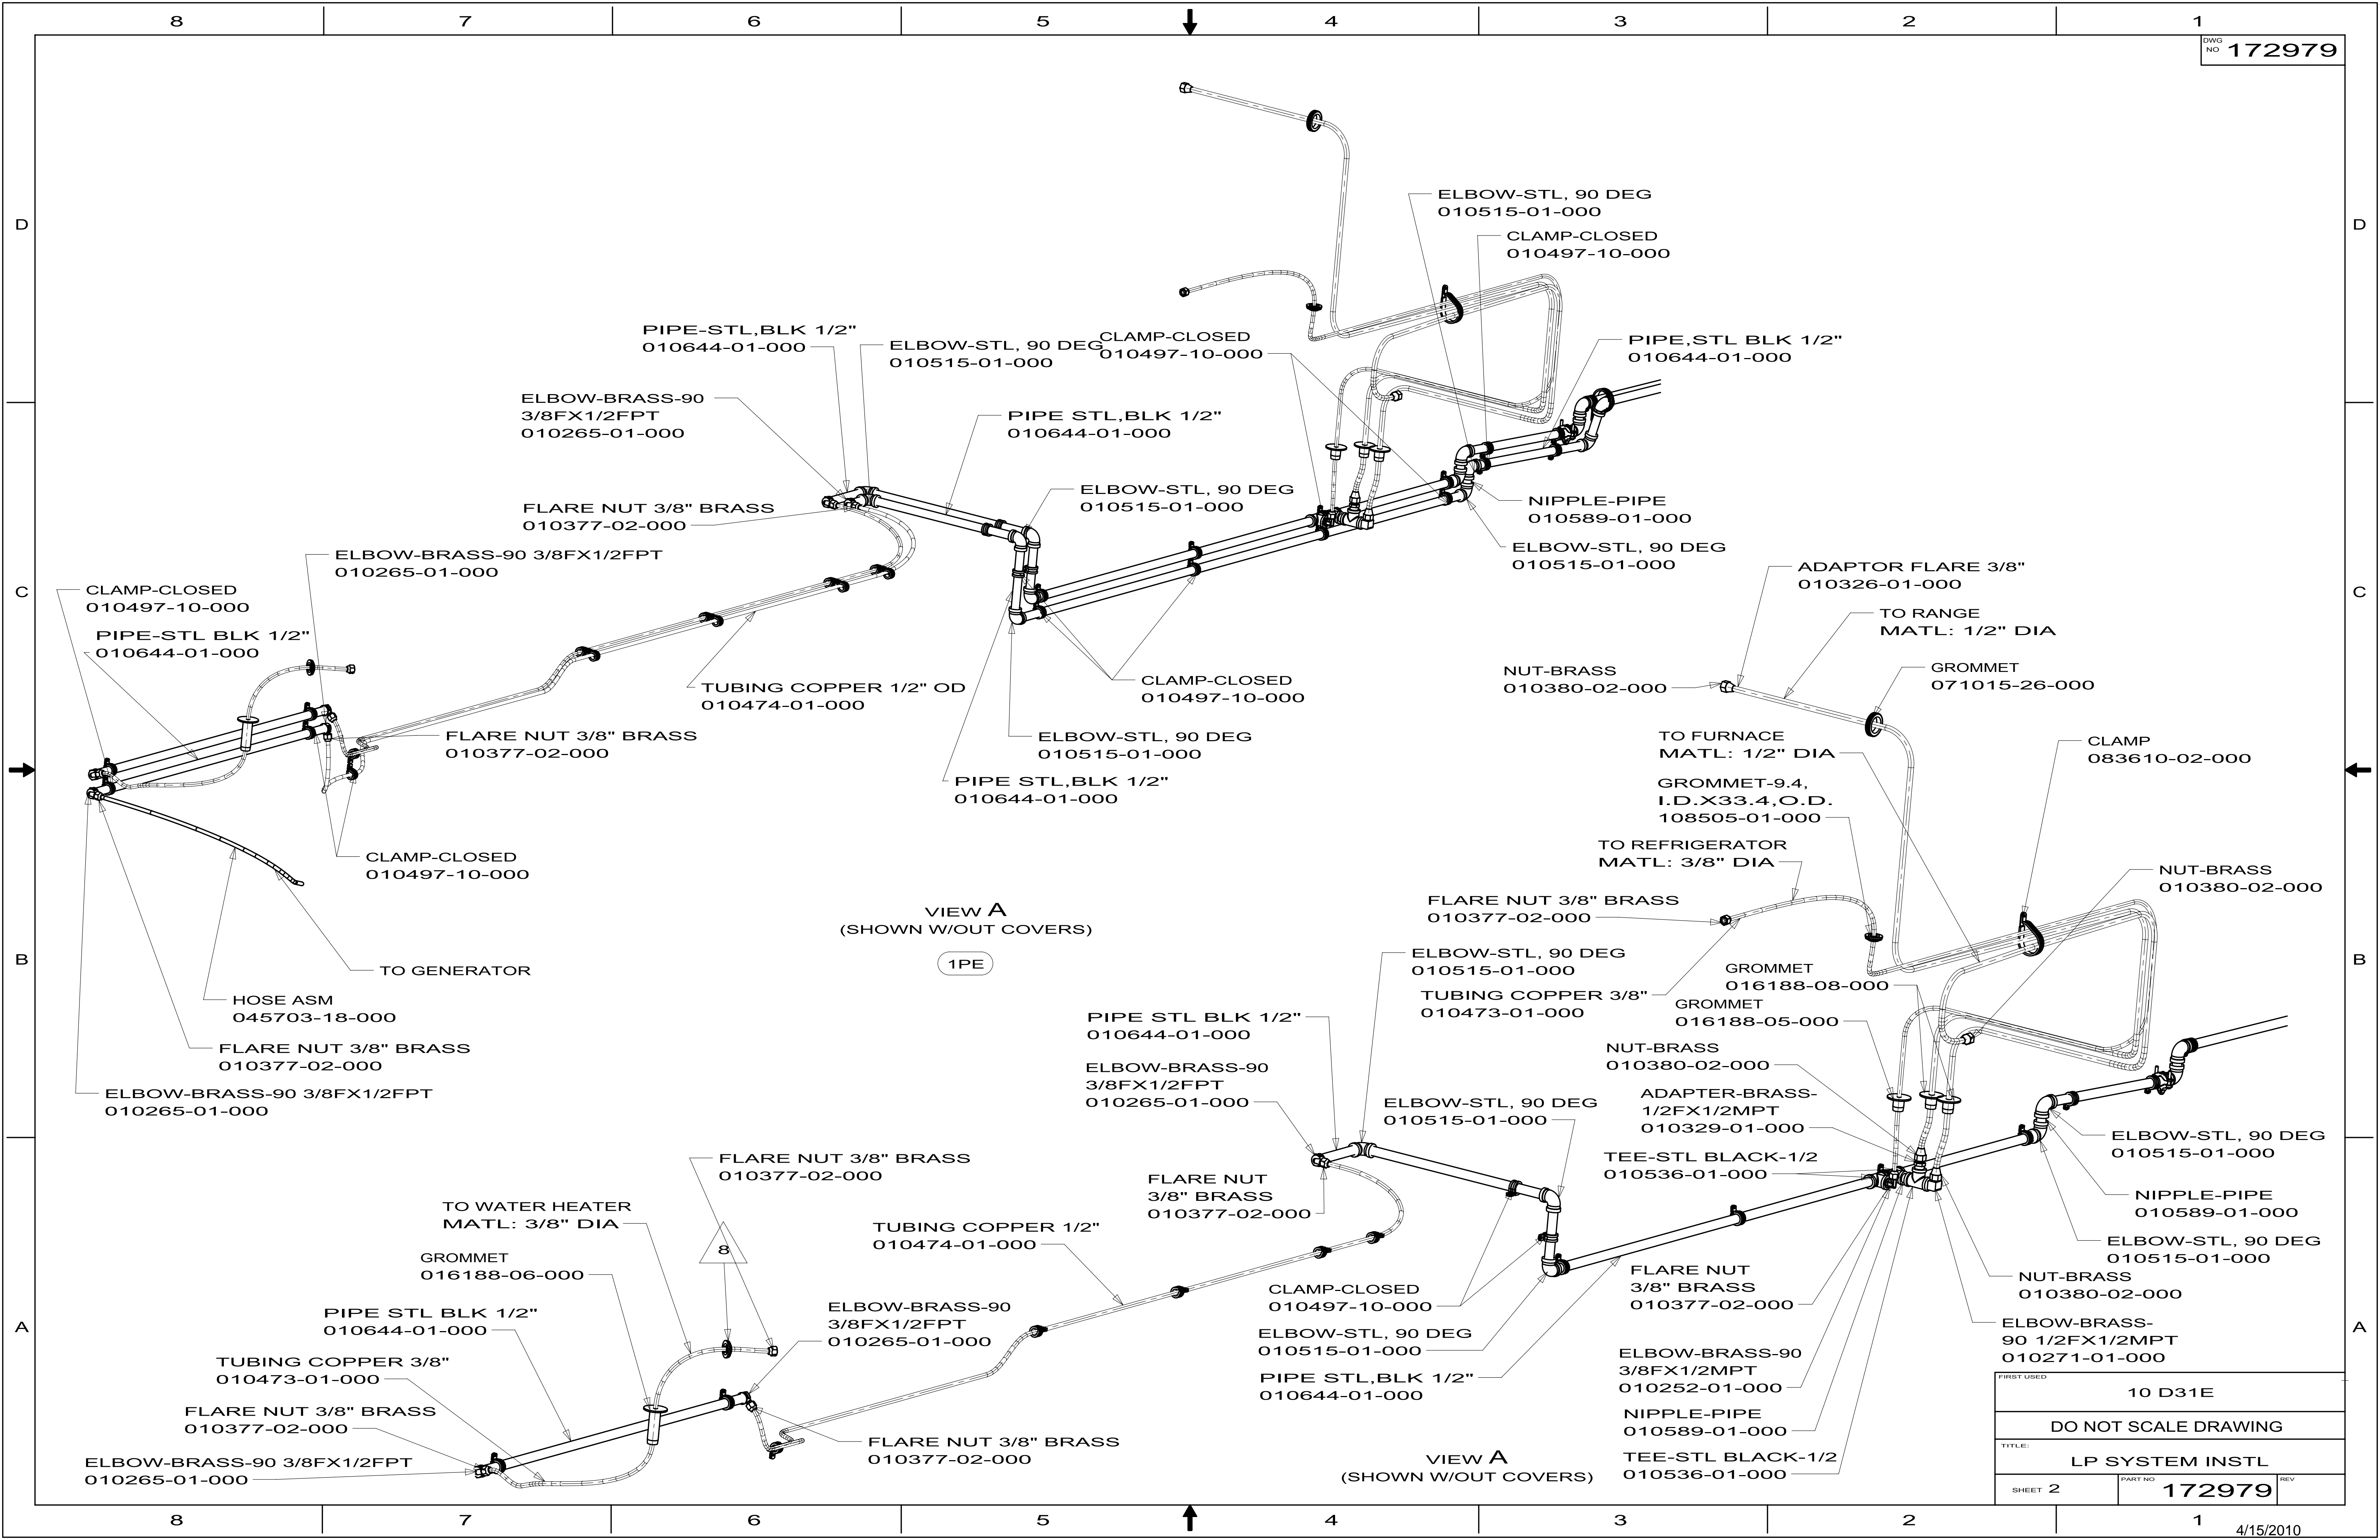 8 7 6 5 4 3 2 1
DWG
NO 172979
D
D
ELBOW-STL, 90 DEG
010515-01-000
CLAMP-CLOSED
010497-10-000
PIPE-STL,BLK 1/2"
010644-01-000
ELBOW-STL, 90 DEG
010515-01-000
CLAMP-CLOSED
010497-10-000
PIPE,STL BLK 1/2"
010644-01-000
ELBOW-BRASS-90
3/8FX1/2FPT
010265-01-000
PIPE STL,BLK 1/2"
010644-01-000
FLARE NUT 3/8" BRASS
010377-02-000
ELBOW-STL, 90 DEG
010515-01-000
NIPPLE-PIPE
010589-01-000
ELBOW-STL, 90 DEG
010515-01-000
ELBOW-BRASS-90 3/8FX1/2FPT
010265-01-000
C
C
CLAMP-CLOSED
010497-10-000
PIPE-STL BLK 1/2"
010644-01-000
TUBING COPPER 1/2" OD
010474-01-000
CLAMP-CLOSED
010497-10-000
FLARE NUT 3/8" BRASS
010377-02-000
ELBOW-STL, 90 DEG
010515-01-000
PIPE STL,BLK 1/2"
010644-01-000
CLAMP-CLOSED
010497-10-000
TO GENERATOR
HOSE ASM
045703-18-000
FLARE NUT 3/8" BRASS
010377-02-000
ELBOW-BRASS-90 3/8FX1/2FPT
010265-01-000
VIEW A
(SHOWN W/OUT COVERS)
1PE
ADAPTOR FLARE 3/8"
010326-01-000
TO RANGE
MATL: 1/2" DIA
NUT-BRASS
010380-02-000
GROMMET
071015-26-000
TO FURNACE
MATL: 1/2" DIA
CLAMP
083610-02-000
GROMMET-9.4,
I.D.X33.4,O.D.
108505-01-000
TO REFRIGERATOR
MATL: 3/8" DIA
NUT-BRASS
010380-02-000
FLARE NUT 3/8" BRASS
010377-02-000
B
B
ELBOW-STL, 90 DEG
010515-01-000
GROMMET
016188-08-000
TUBING COPPER 3/8"
010473-01-000
GROMMET
016188-05-000
PIPE STL BLK 1/2"
010644-01-000
NUT-BRASS
010380-02-000
ELBOW-BRASS-90
3/8FX1/2FPT
010265-01-000
ADAPTER-BRASS-
1/2FX1/2MPT
010329-01-000
ELBOW-STL, 90 DEG
010515-01-000
TEE-STL BLACK-1/2
010536-01-000
ELBOW-STL, 90 DEG
010515-01-000
FLARE NUT
3/8" BRASS
010377-02-000
NIPPLE-PIPE
010589-01-000
ELBOW-STL, 90 DEG
010515-01-000
FLARE NUT 3/8" BRASS
010377-02-000
TO WATER HEATER
MATL: 3/8" DIA
8
TUBING COPPER 1/2"
010474-01-000
GROMMET
016188-06-000
CLAMP-CLOSED
010497-10-000
FLARE NUT
3/8" BRASS
010377-02-000
NUT-BRASS
010380-02-000
A
A
PIPE STL BLK 1/2"
010644-01-000
ELBOW-BRASS-90
3/8FX1/2FPT
010265-01-000
ELBOW-STL, 90 DEG
010515-01-000
ELBOW-BRASS-
90 1/2FX1/2MPT
010271-01-000
TUBING COPPER 3/8"
010473-01-000
PIPE STL,BLK 1/2"
010644-01-000
ELBOW-BRASS-90
3/8FX1/2MPT
010252-01-000
FLARE NUT 3/8" BRASS
010377-02-000
NIPPLE-PIPE
010589-01-000
FLARE NUT 3/8" BRASS
010377-02-000
ELBOW-BRASS-90 3/8FX1/2FPT
010265-01-000
TEE-STL BLACK-1/2
010536-01-000
VIEW A
(SHOWN W/OUT COVERS)
FIRST USED
10 D31E
DO NOT SCALE DRAWING
TITLE:
LP SYSTEM INSTL
SHEET 2
PART NO
172979
REV
8 7 6 5 4 3 2 1
4/15/2010